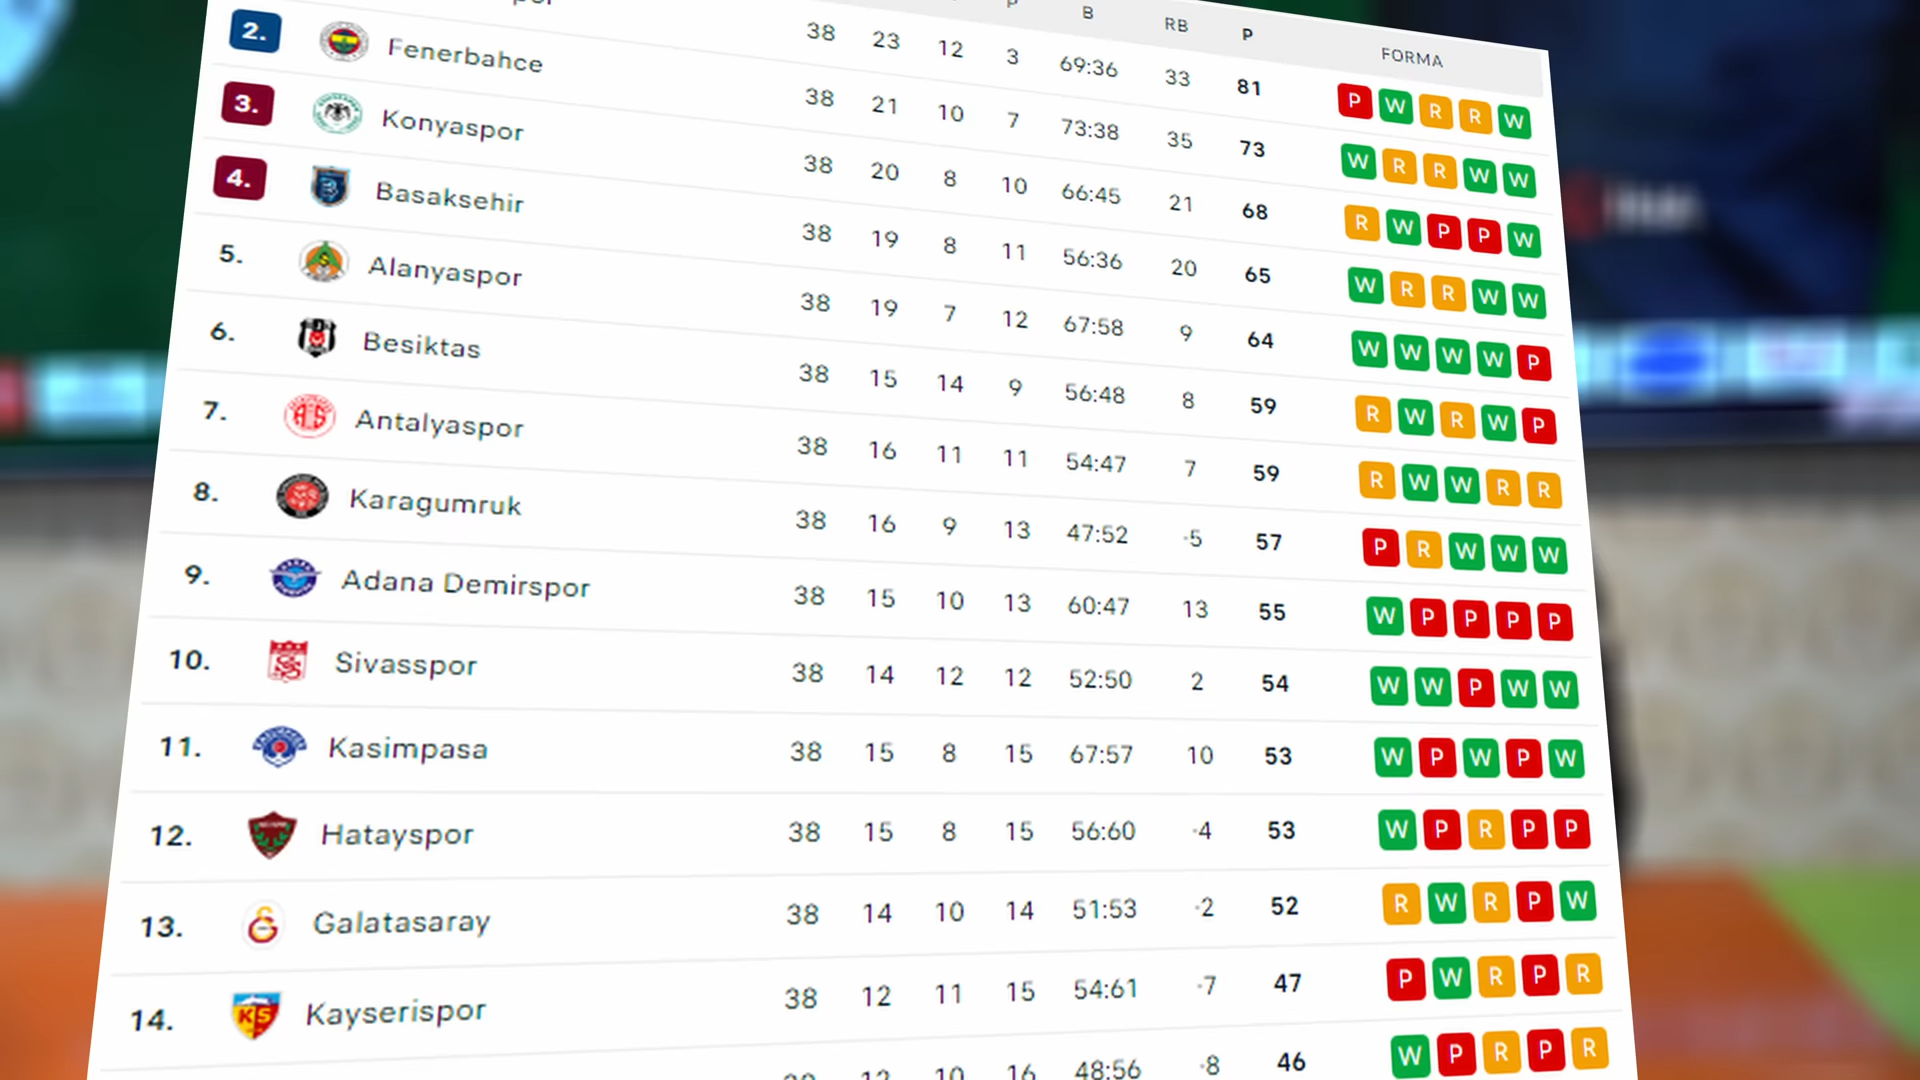 P B RB P FORMA
38 23 12 3 69:36 33 81 P W R R W
2. Fenerbahce 38 21 10 7 73:38 35 73 W R R W W
3. Konyaspor 38 20 8 10 66:45 21 68 R W P P W
4. Basaksehir 38 19 8 11 56:36 20 65 W R R W W
5. Alanyaspor 38 19 7 12 67:58 9 64 W W W W P
6. Besiktas 38 15 14 9 56:48 8 59 R W R W P
7. Antalyaspor 38 16 11 11 54:47 7 59 R W W R R
8. Karagumruk 38 16 9 13 47:52 -5 57 P R W W W
9. Adana Demirspor 38 15 10 13 60:47 13 55 W P P P P
10. Sivasspor 38 14 12 12 52:50 2 54 W W P W W
11. Kasimpasa 38 15 8 15 67:57 10 53 W P W P W
12. Hatayspor 38 15 8 15 56:60 -4 53 W P R P P
13. Galatasaray 38 14 10 14 51:53 -2 52 R W R P W
14. Kayserispor 38 12 11 15 54:61 -7 47 P W R P R
10 16 48:56 -8 46 W P R P R